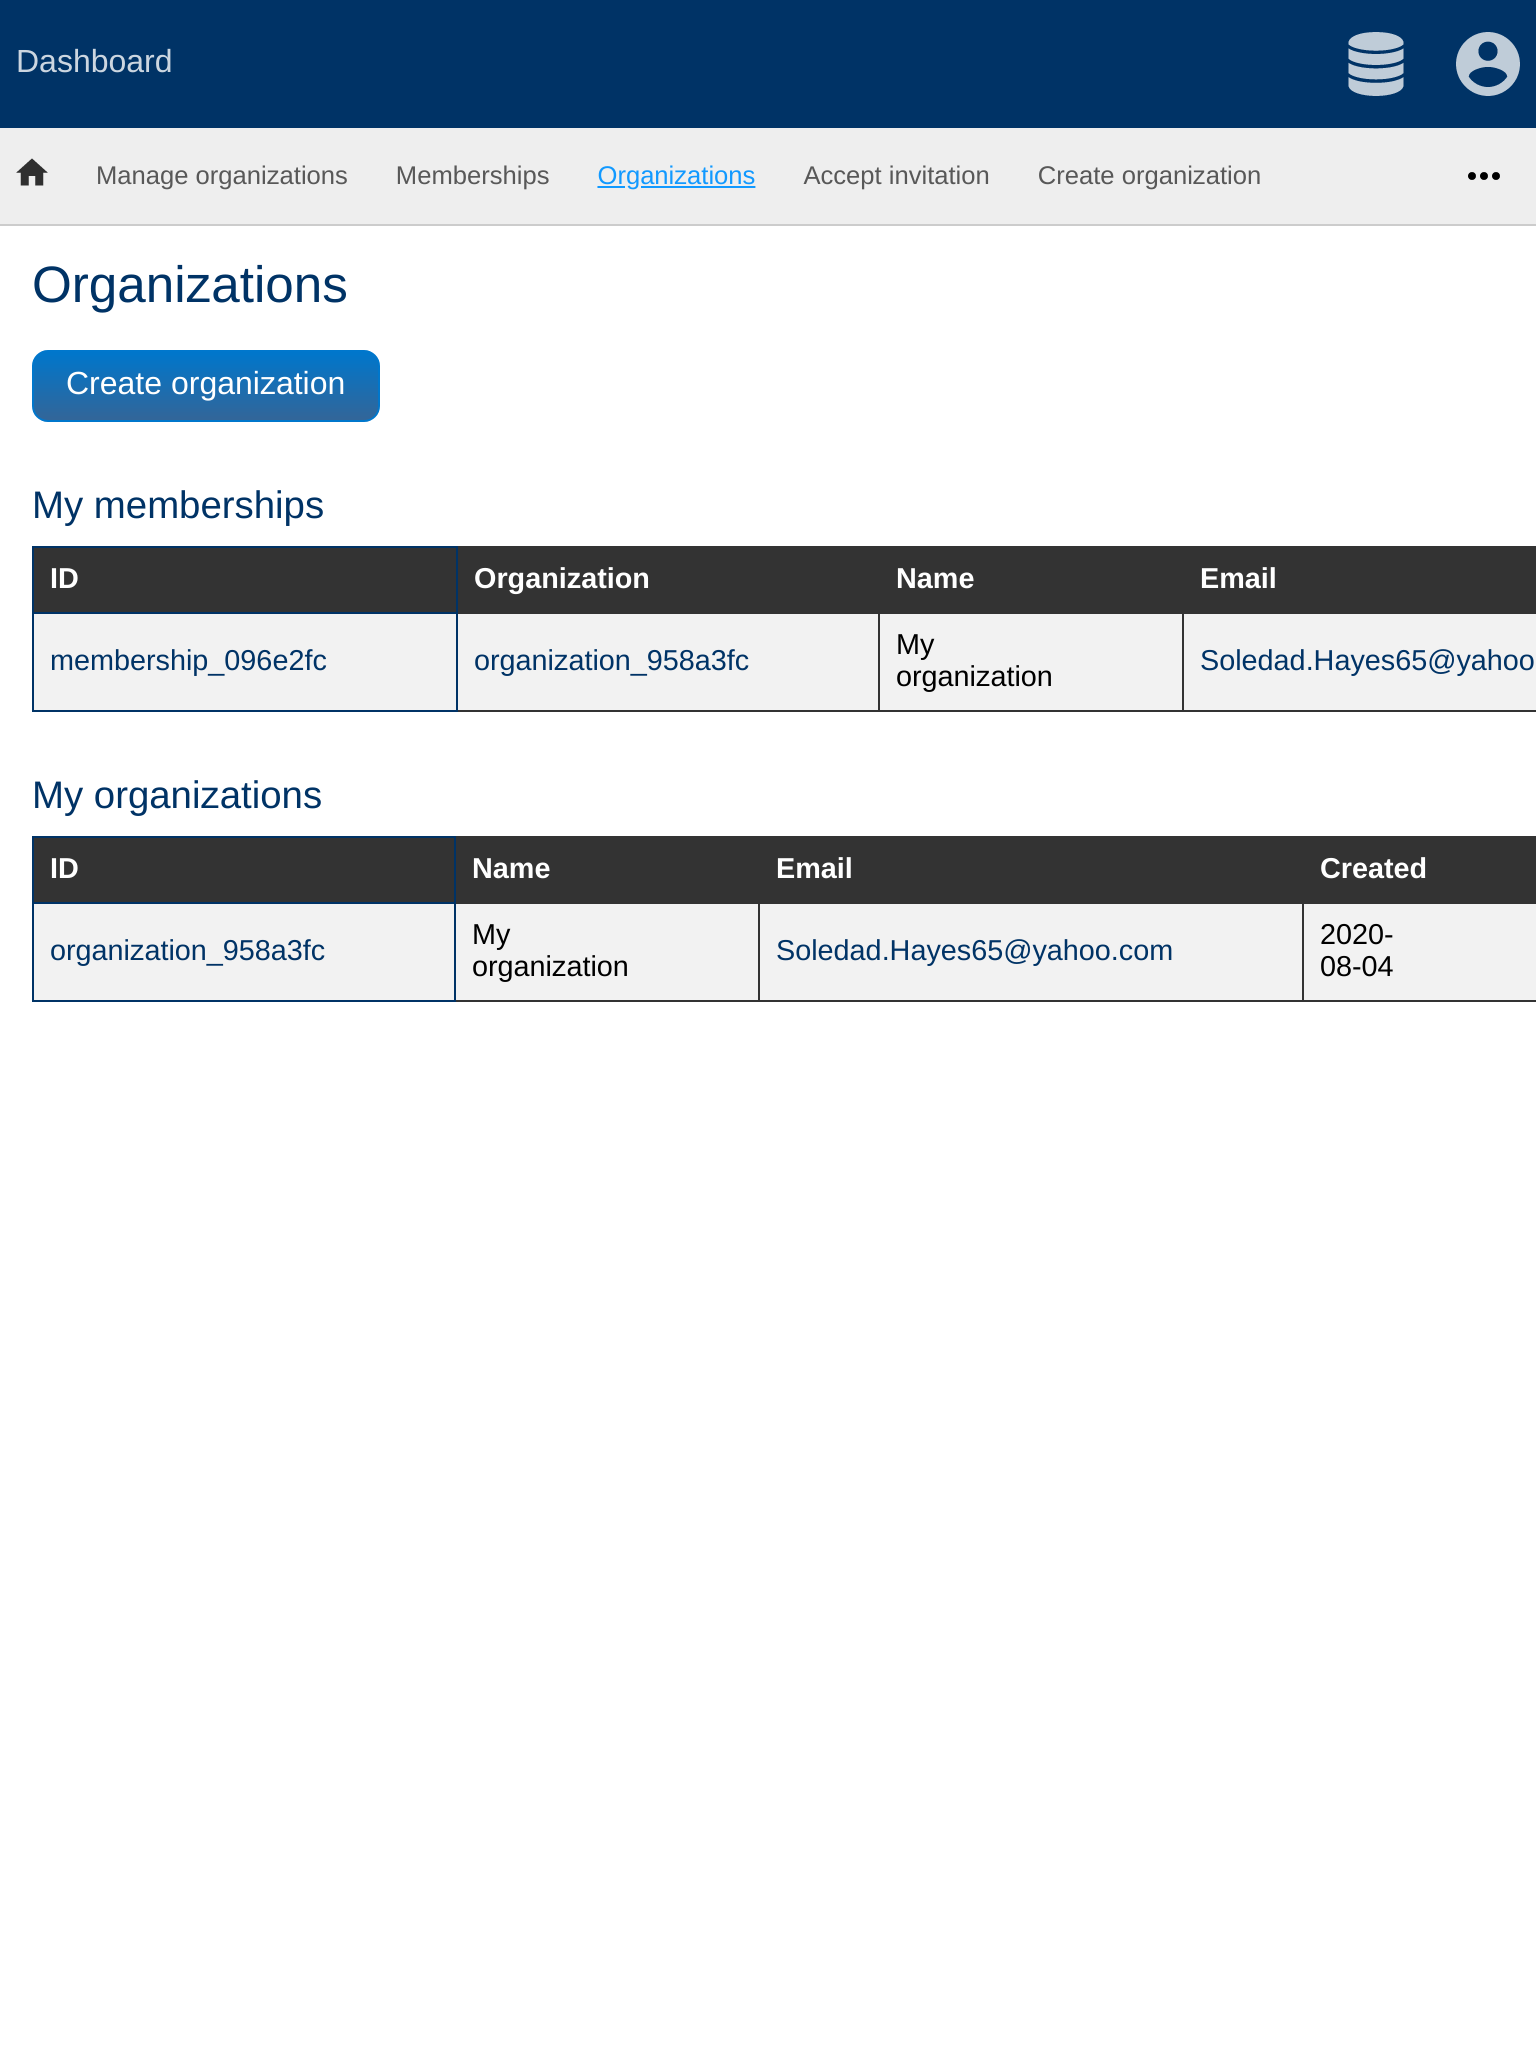 Dashboard
Manage organizations Memberships Organizations Accept invitation Create organization
Organizations
Create organization
My memberships
ID Organization Name Email
membership_096e2fc organization_958a3fc My organization Soledad.Hayes65@yahoo
My organizations
ID Name Email Created
organization_958a3fc My organization Soledad.Hayes65@yahoo.com 2020-08-04